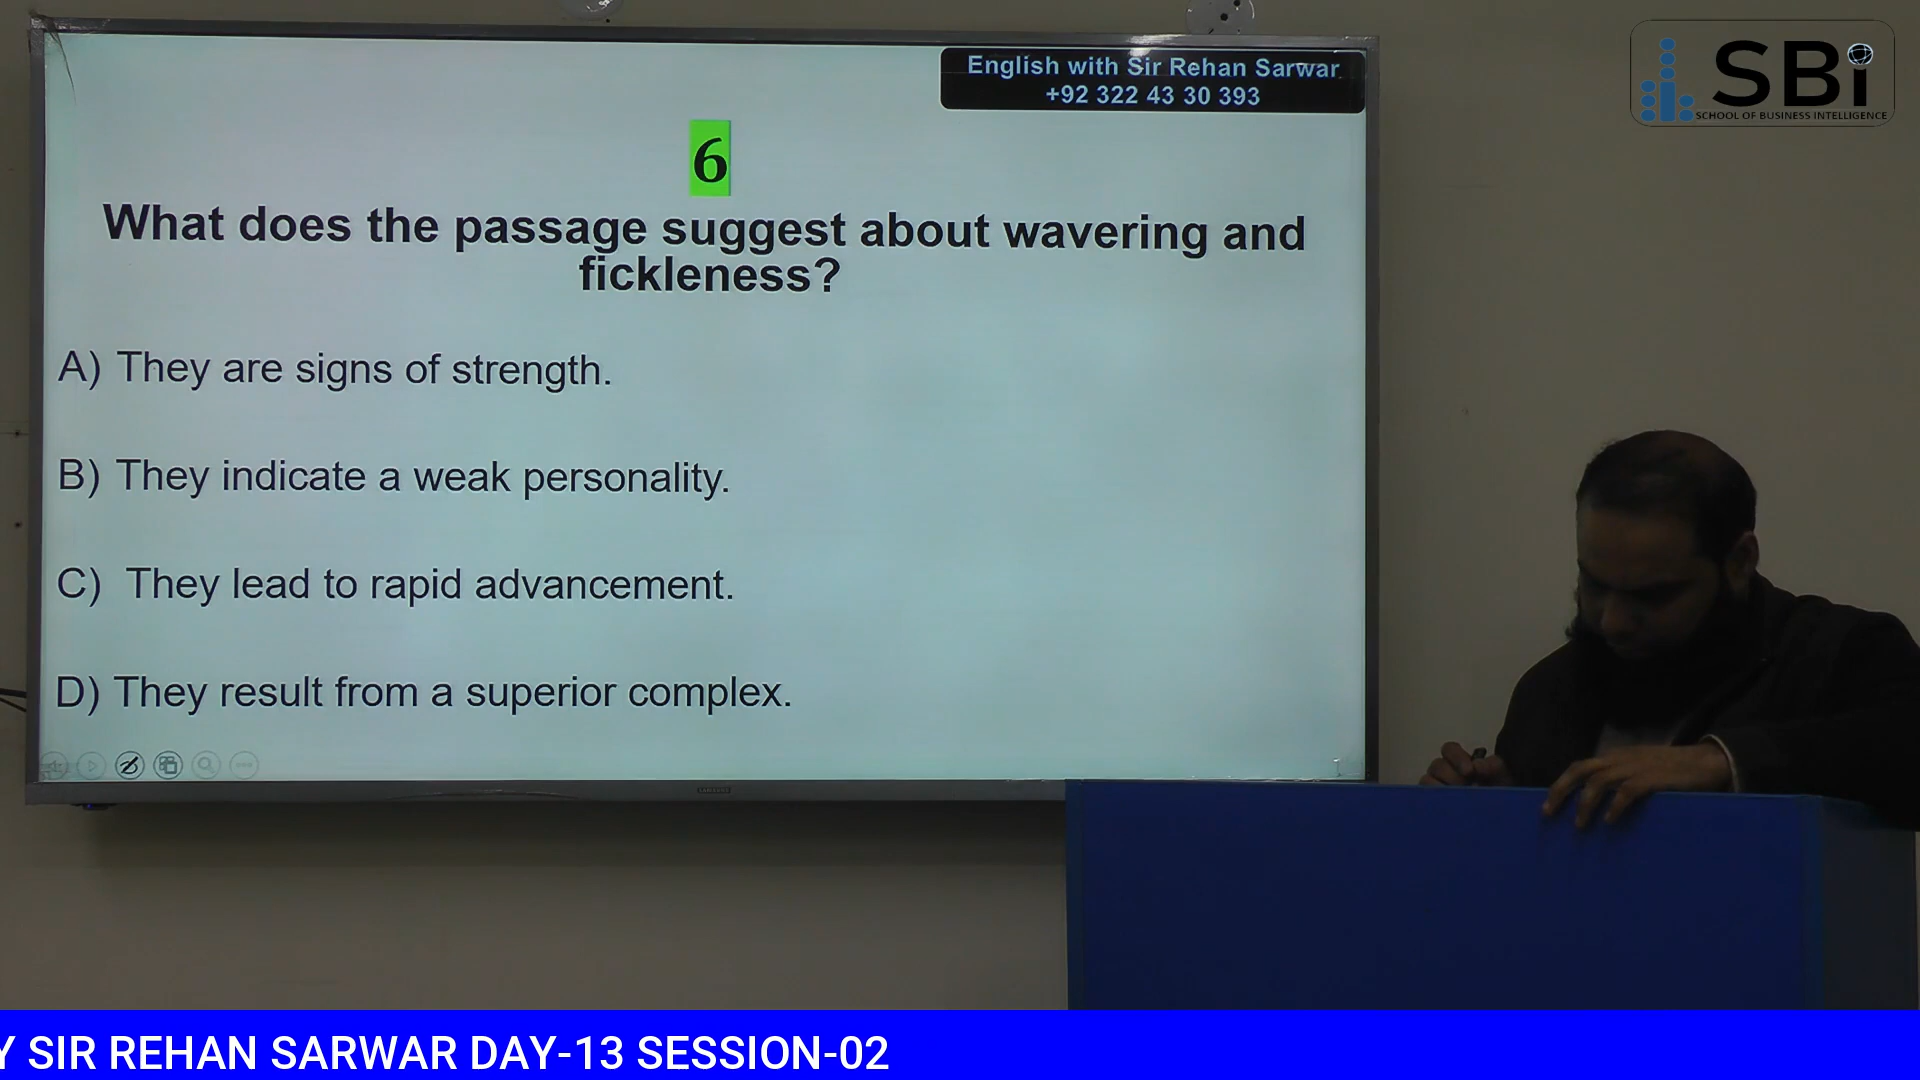 English with Sir Rehan Sarwar
+92 322 43 30 393
SBi
SCHOOL OF BUSINESS INTELLIGENCE
6
What does the passage suggest about wavering and
fickleness?
A) They are signs of strength.
B) They indicate a weak personality.
C) They lead to rapid advancement.
D) They result from a superior complex.
SAMSUNG
Y SIR REHAN SARWAR DAY-13 SESSION-02